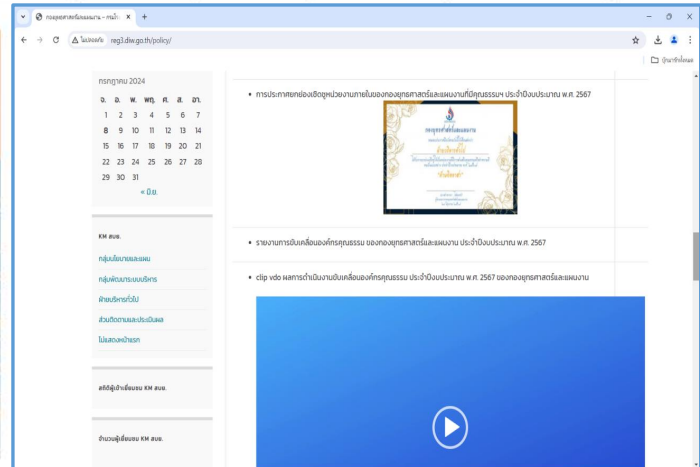 กองยุทธศาสตร์และแผนงาน – กรมโร
ไม่ปลอดภัย reg3.diw.go.th/policy/
บุ๊กมาร์กทั้งหมด
กรกฎาคม 2024
จ. อ. พ. พฤ. ศ. ส. อา.
1 2 3 4 5 6 7
8 9 10 11 12 13 14
15 16 17 18 19 20 21
22 23 24 25 26 27 28
29 30 31
« มิ.ย.
KM สนย.
กลุ่มนโยบายและแผน
กลุ่มพัฒนาระบบบริหาร
ฝ่ายบริหารทั่วไป
ส่วนติดตามและประเมินผล
ไม่แสดงหน้าแรก
สถิติผู้เข้าเยี่ยมชม KM สนย.
จำนวนผู้เยี่ยมชม KM สนย.
การประกาศยกย่องเชิดชูหน่วยงานภายในของกองยุทธศาสตร์และแผนงานที่มีคุณธรรมฯ ประจำปีงบประมาณ พ.ศ. 2567
กองยุทธศาสตร์และแผนงาน
ฝ่ายบริหารทั่วไป
รายงานการขับเคลื่อนองค์กรคุณธรรม ของกองยุทธศาสตร์และแผนงาน ประจำปีงบประมาณ พ.ศ. 2567
clip vdo ผลการดำเนินงานขับเคลื่อนองค์กรคุณธรรม ประจำปีงบประมาณ พ.ศ. 2567 ของกองยุทธศาสตร์และแผนงาน